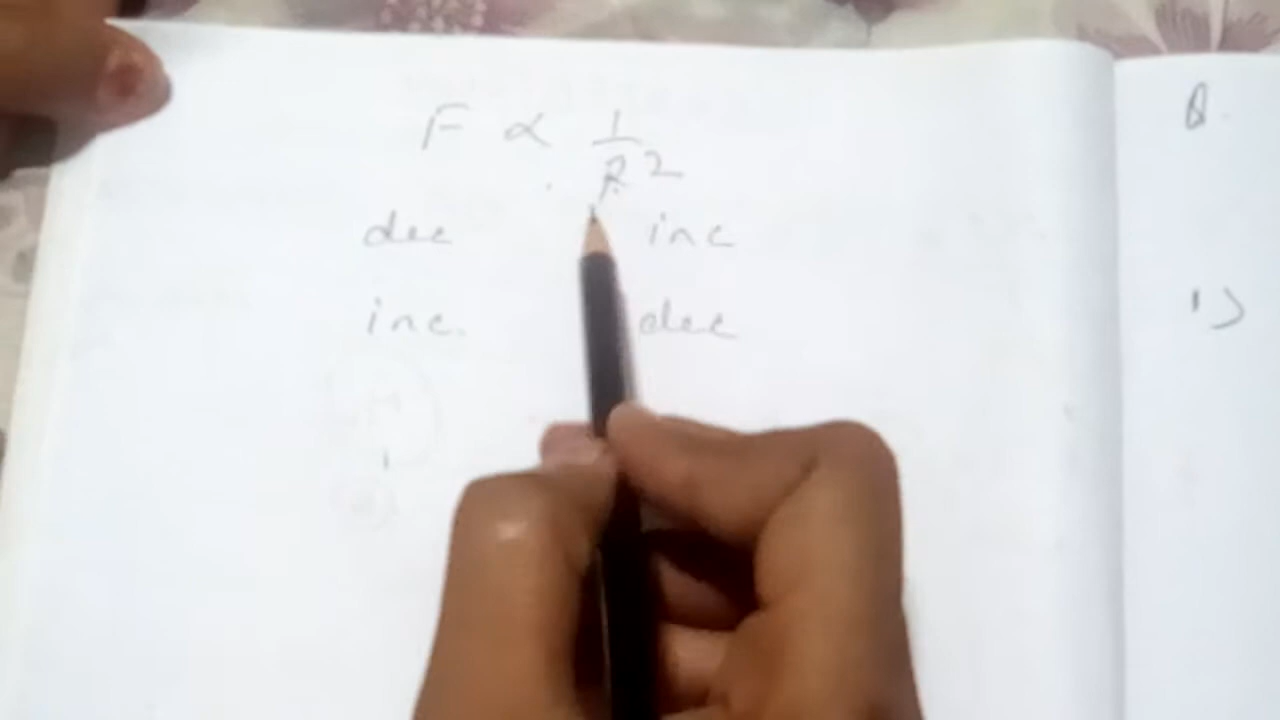 F ∝ 1/R²
dec inc
inc. dec
Q.
1)